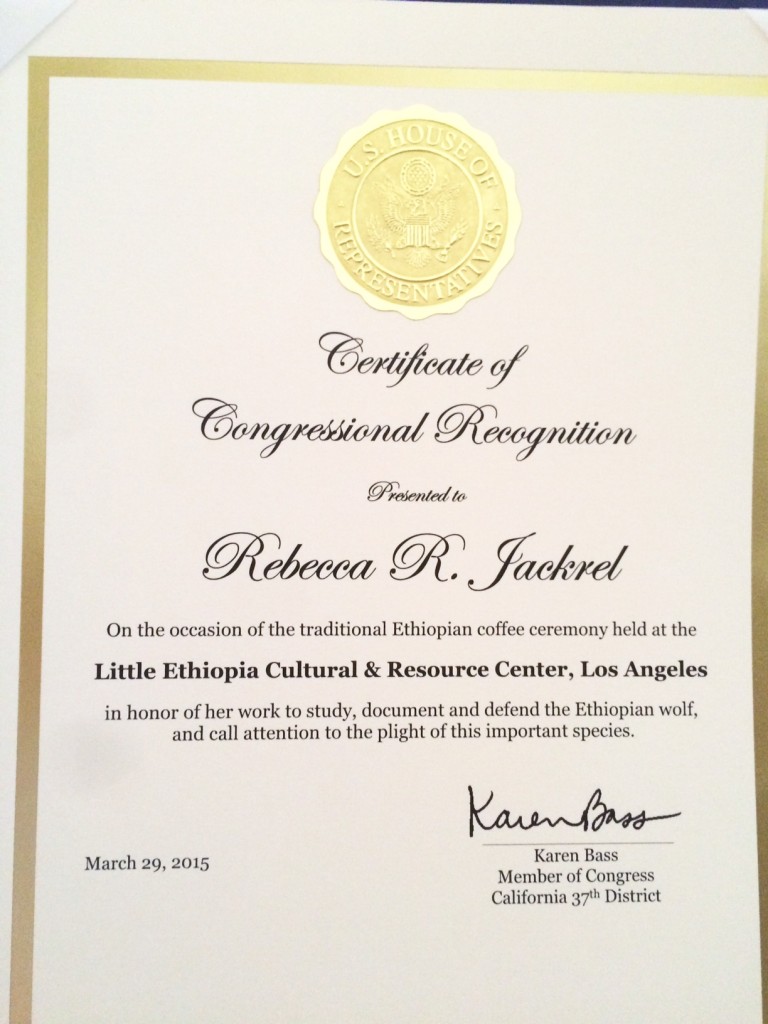 U.S. HOUSE OF
REPRESENTATIVES
Certificate of
Congressional Recognition
Presented to
Rebecca R. Jackrel
On the occasion of the traditional Ethiopian coffee ceremony held at the
Little Ethiopia Cultural & Resource Center, Los Angeles
in honor of her work to study, document and defend the Ethiopian wolf,
and call attention to the plight of this important species.
Karen Bass
March 29, 2015
Karen Bass
Member of Congress
California 37th District